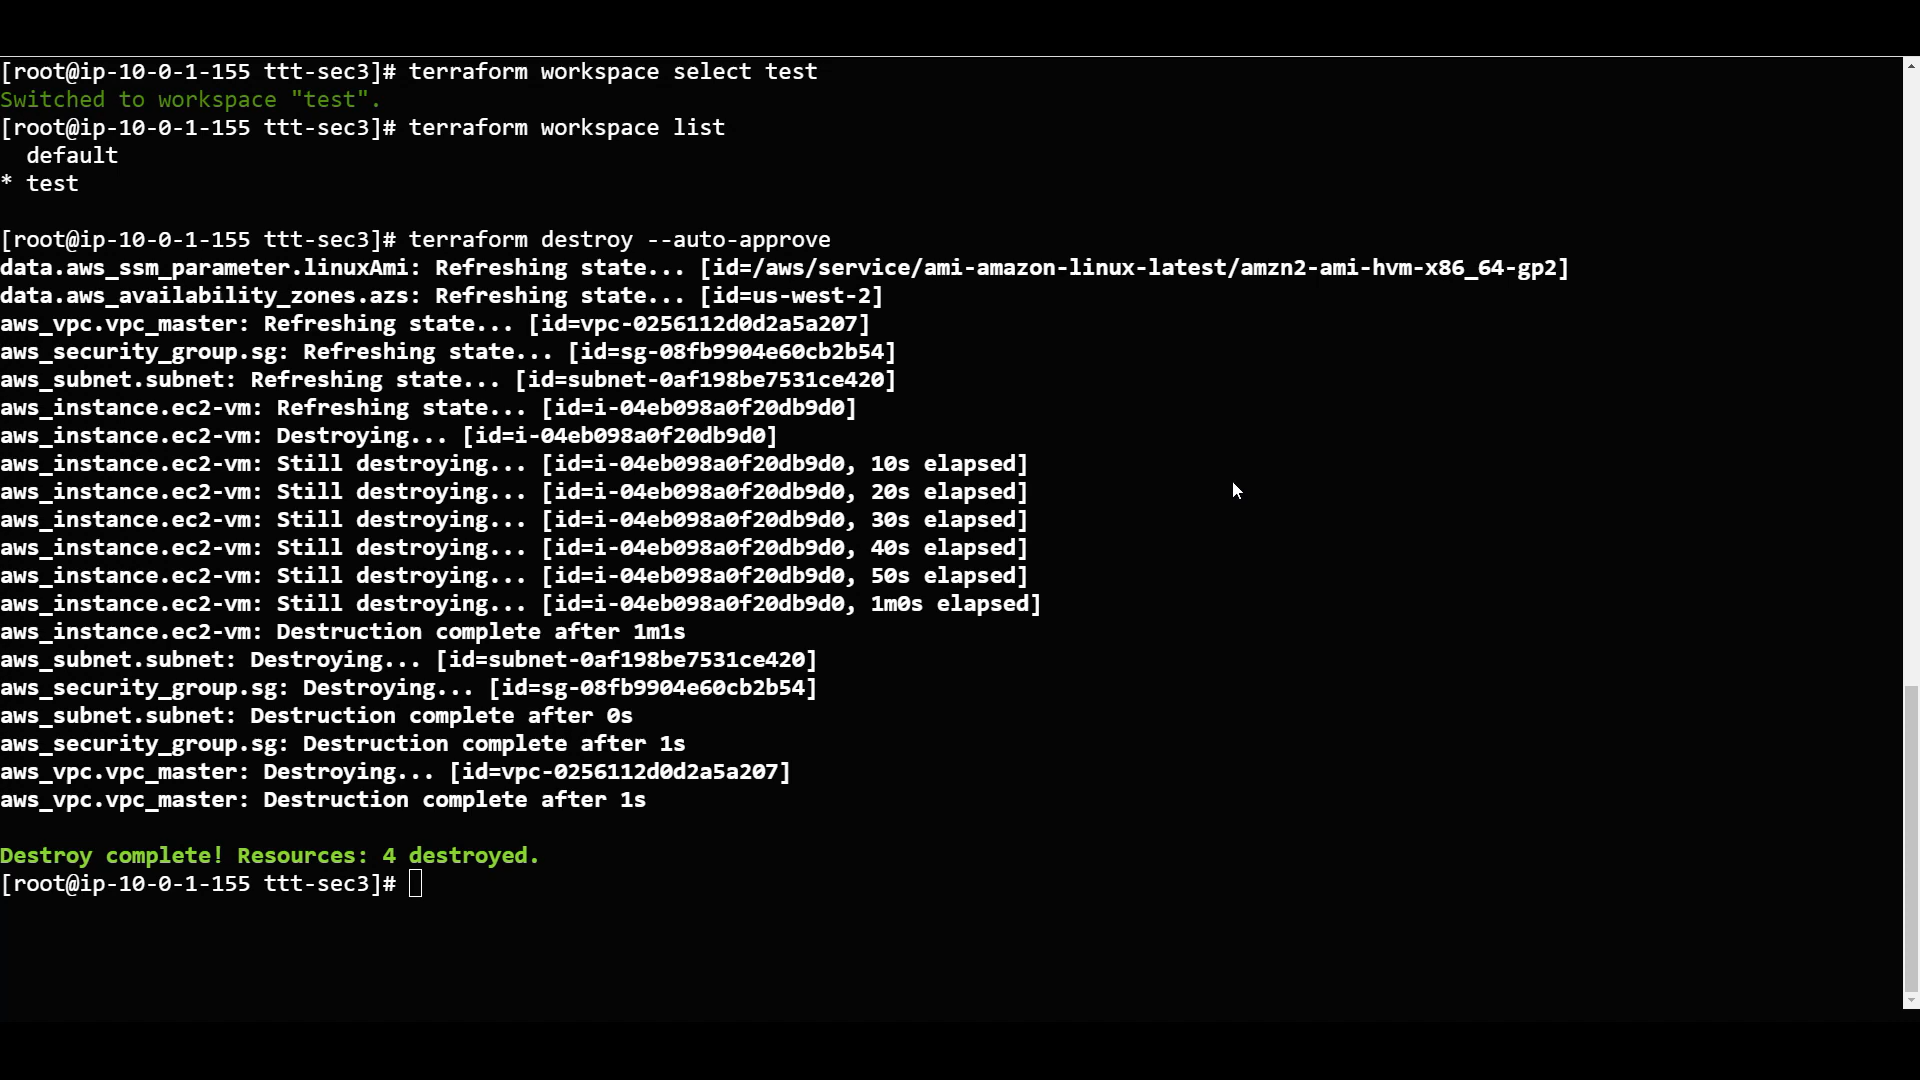 [root@ip-10-0-1-155 ttt-sec3]# terraform workspace select test
Switched to workspace "test".
[root@ip-10-0-1-155 ttt-sec3]# terraform workspace list
  default
* test
[root@ip-10-0-1-155 ttt-sec3]# terraform destroy --auto-approve
data.aws_ssm_parameter.linuxAmi: Refreshing state... [id=/aws/service/ami-amazon-linux-latest/amzn2-ami-hvm-x86_64-gp2]
data.aws_availability_zones.azs: Refreshing state... [id=us-west-2]
aws_vpc.vpc_master: Refreshing state... [id=vpc-0256112d0d2a5a207]
aws_security_group.sg: Refreshing state... [id=sg-08fb9904e60cb2b54]
aws_subnet.subnet: Refreshing state... [id=subnet-0af198be7531ce420]
aws_instance.ec2-vm: Refreshing state... [id=i-04eb098a0f20db9d0]
aws_instance.ec2-vm: Destroying... [id=i-04eb098a0f20db9d0]
aws_instance.ec2-vm: Still destroying... [id=i-04eb098a0f20db9d0, 10s elapsed]
aws_instance.ec2-vm: Still destroying... [id=i-04eb098a0f20db9d0, 20s elapsed]
aws_instance.ec2-vm: Still destroying... [id=i-04eb098a0f20db9d0, 30s elapsed]
aws_instance.ec2-vm: Still destroying... [id=i-04eb098a0f20db9d0, 40s elapsed]
aws_instance.ec2-vm: Still destroying... [id=i-04eb098a0f20db9d0, 50s elapsed]
aws_instance.ec2-vm: Still destroying... [id=i-04eb098a0f20db9d0, 1m0s elapsed]
aws_instance.ec2-vm: Destruction complete after 1m1s
aws_subnet.subnet: Destroying... [id=subnet-0af198be7531ce420]
aws_security_group.sg: Destroying... [id=sg-08fb9904e60cb2b54]
aws_subnet.subnet: Destruction complete after 0s
aws_security_group.sg: Destruction complete after 1s
aws_vpc.vpc_master: Destroying... [id=vpc-0256112d0d2a5a207]
aws_vpc.vpc_master: Destruction complete after 1s
Destroy complete! Resources: 4 destroyed.
[root@ip-10-0-1-155 ttt-sec3]#